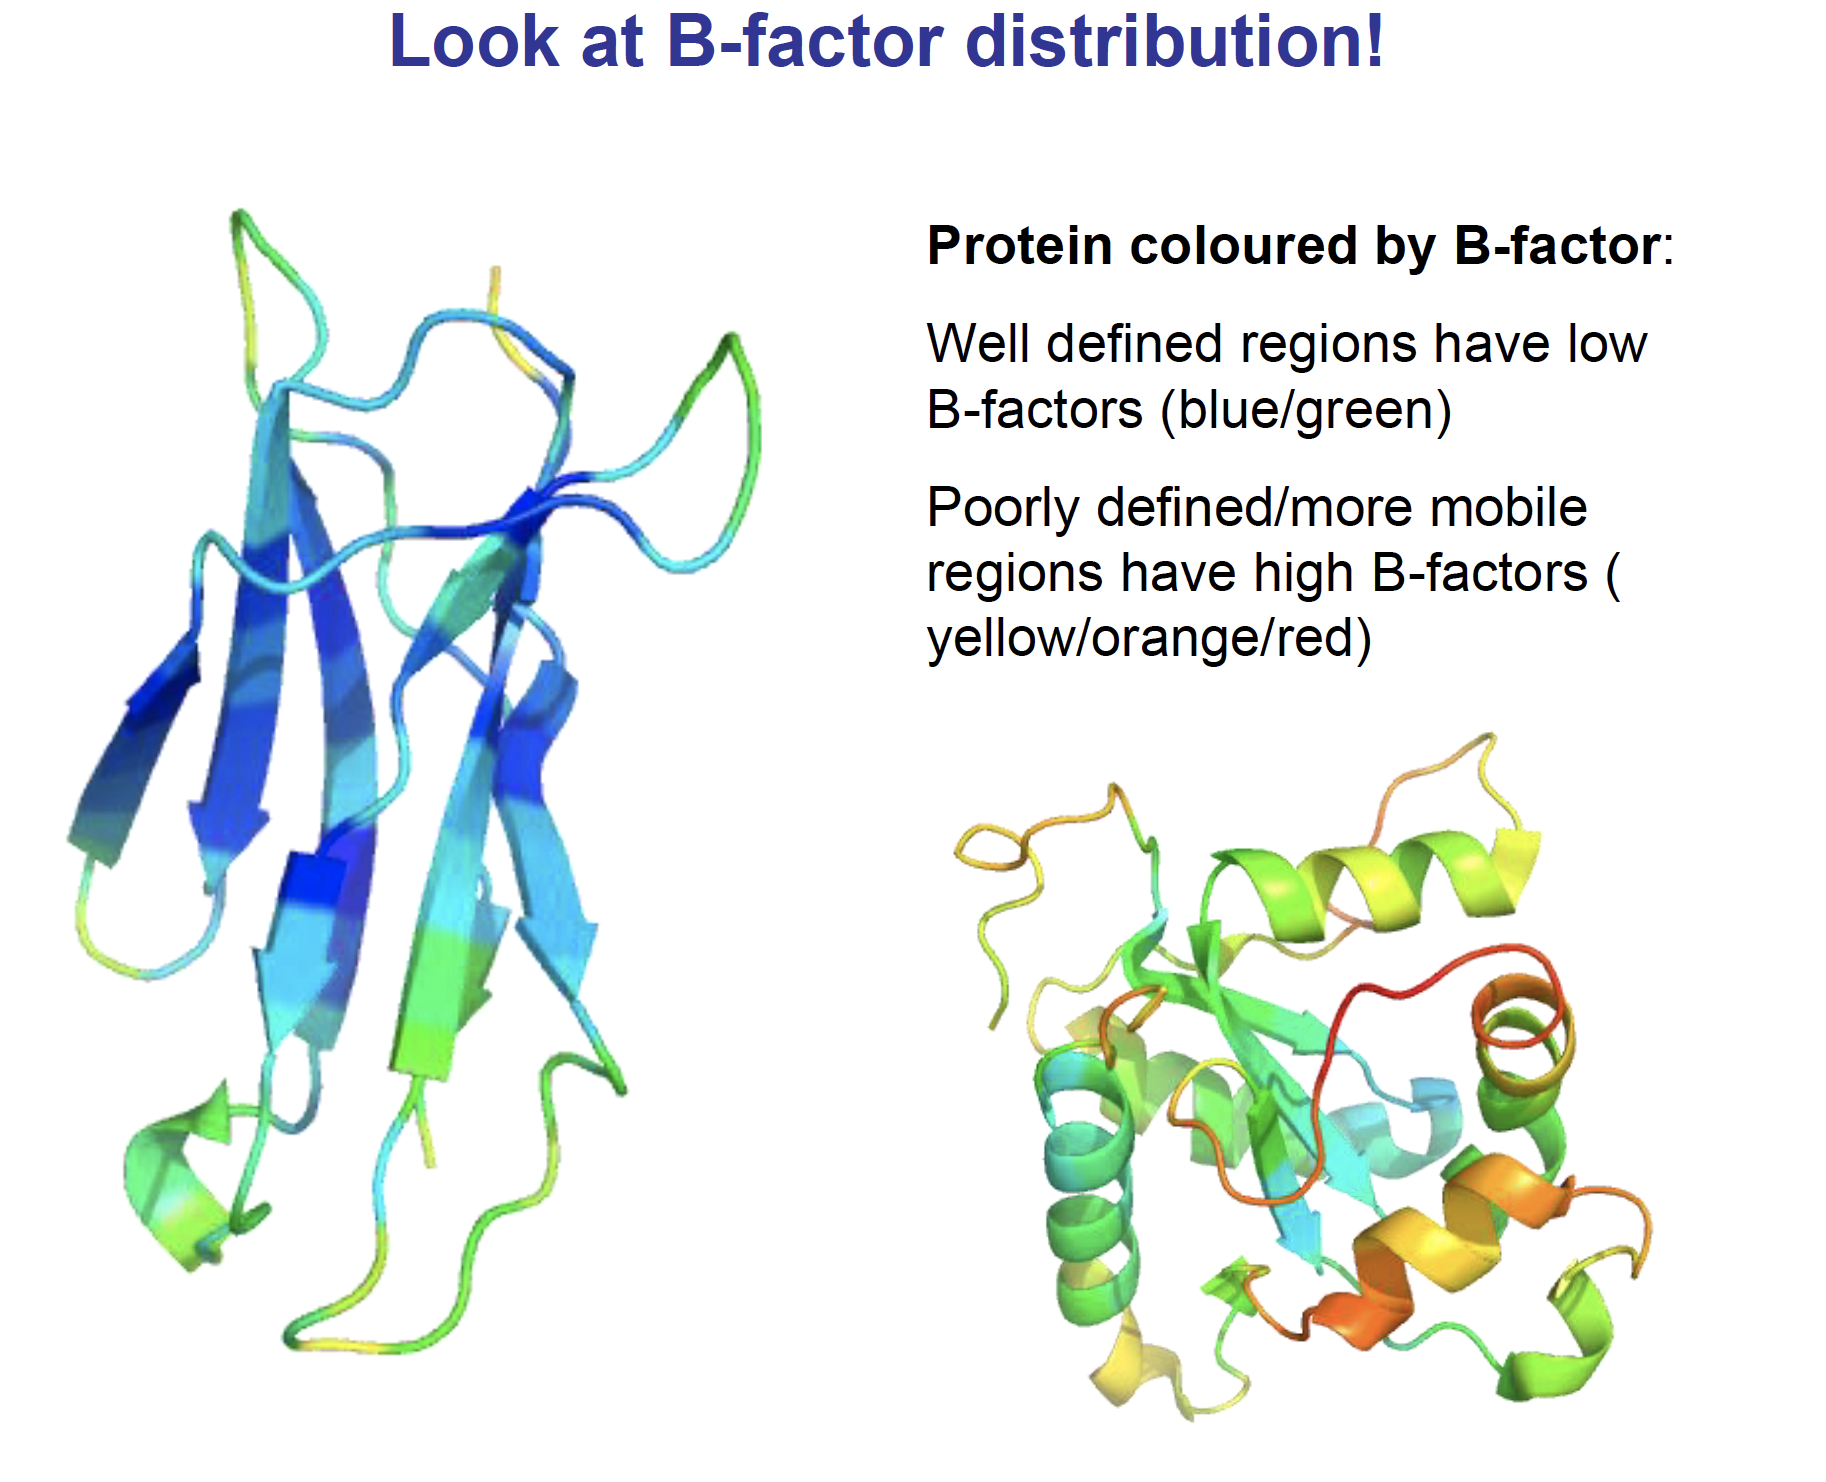 Look at B-factor distribution!
Protein coloured by B-factor:
Well defined regions have low
B-factors (blue/green)
Poorly defined/more mobile
regions have high B-factors (
yellow/orange/red)